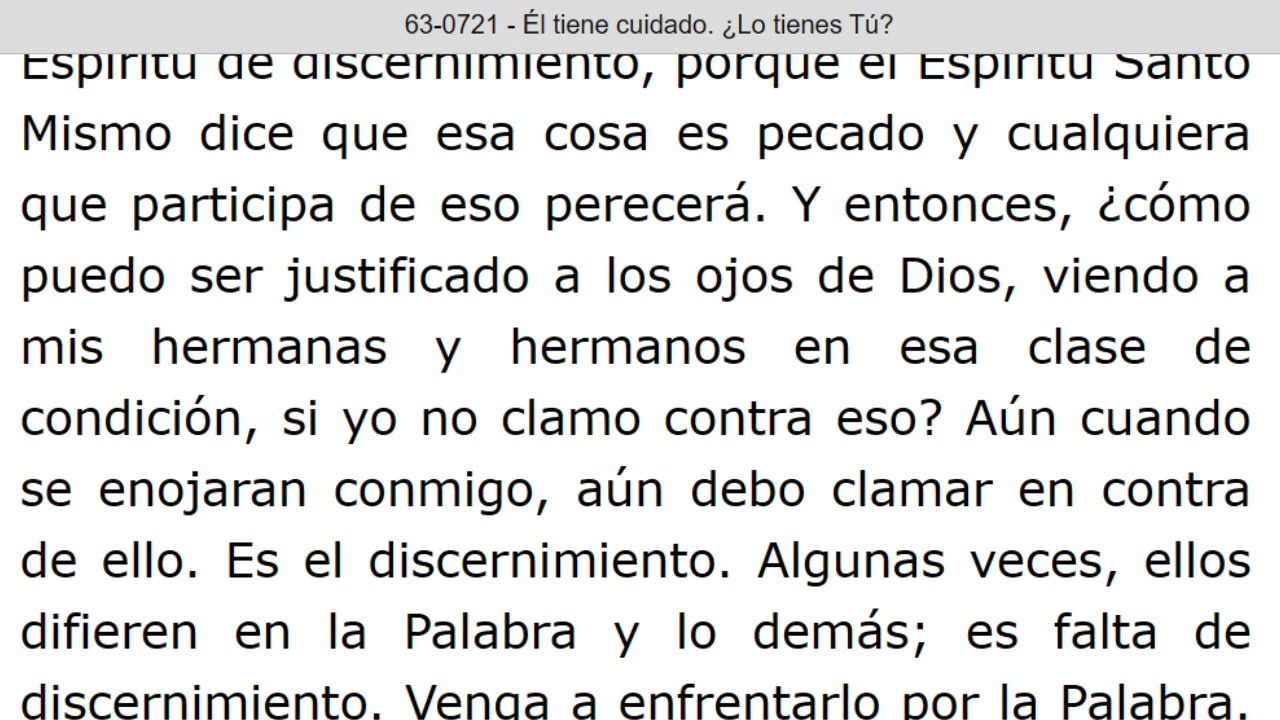 63-0721 - Él tiene cuidado. ¿Lo tienes Tú?
Espíritu de discernimiento, porque el Espíritu Santo
Mismo dice que esa cosa es pecado y cualquiera
que participa de eso perecerá. Y entonces, ¿cómo
puedo ser justificado a los ojos de Dios, viendo a
mis hermanas y hermanos en esa clase de
condición, si yo no clamo contra eso? Aún cuando
se enojaran conmigo, aún debo clamar en contra
de ello. Es el discernimiento. Algunas veces, ellos
difieren en la Palabra y lo demás; es falta de
discernimiento. Venga a enfrentarlo por la Palabra.